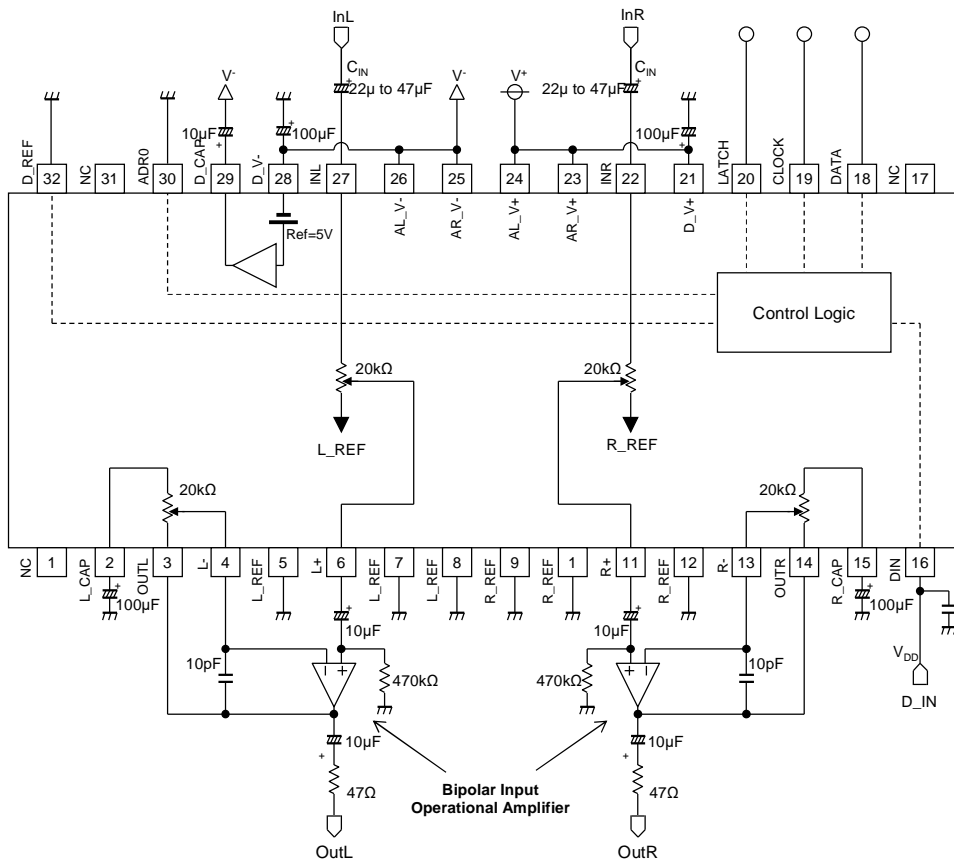 InL
InR
C_IN
22μ to 47μF
C_IN
22μ to 47μF
V-
V-
V+
10μF
+
+
100μF
100μF
+
D_REF
NC
ADR0
D_CAP
D_V-
INL
INR
LATCH
CLOCK
DATA
NC
32
31
30
29
28
27
26
25
24
23
22
21
20
19
18
17
AL_V-
AR_V-
AL_V+
AR_V+
D_V+
Ref=5V
Control Logic
20kΩ
20kΩ
L_REF
R_REF
20kΩ
20kΩ
1
2
3
4
5
6
7
8
9
1
11
12
13
14
15
16
NC
L_CAP
OUTL
L-
L_REF
L+
L_REF
L_REF
R_REF
R_REF
R+
R_REF
R-
OUTR
R_CAP
DIN
100μF
+
+
10μF
+
10μF
+
100μF
10pF
− +
470kΩ
470kΩ
+ −
10pF
V_DD
D_IN
10μF
+
10μF
+
47Ω
47Ω
Bipolar Input
Operational Amplifier
OutL
OutR